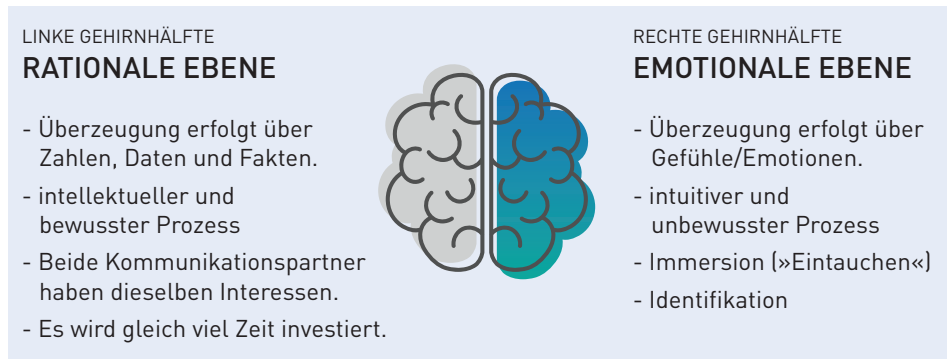 LINKE GEHIRNHÄLFTE
RATIONALE EBENE
- Überzeugung erfolgt über
Zahlen, Daten und Fakten.
- intellektueller und
bewusster Prozess
- Beide Kommunikationspartner
haben dieselben Interessen.
- Es wird gleich viel Zeit investiert.
RECHTE GEHIRNHÄLFTE
EMOTIONALE EBENE
- Überzeugung erfolgt über
Gefühle/Emotionen.
- intuitiver und
unbewusster Prozess
- Immersion (»Eintauchen«)
- Identifikation